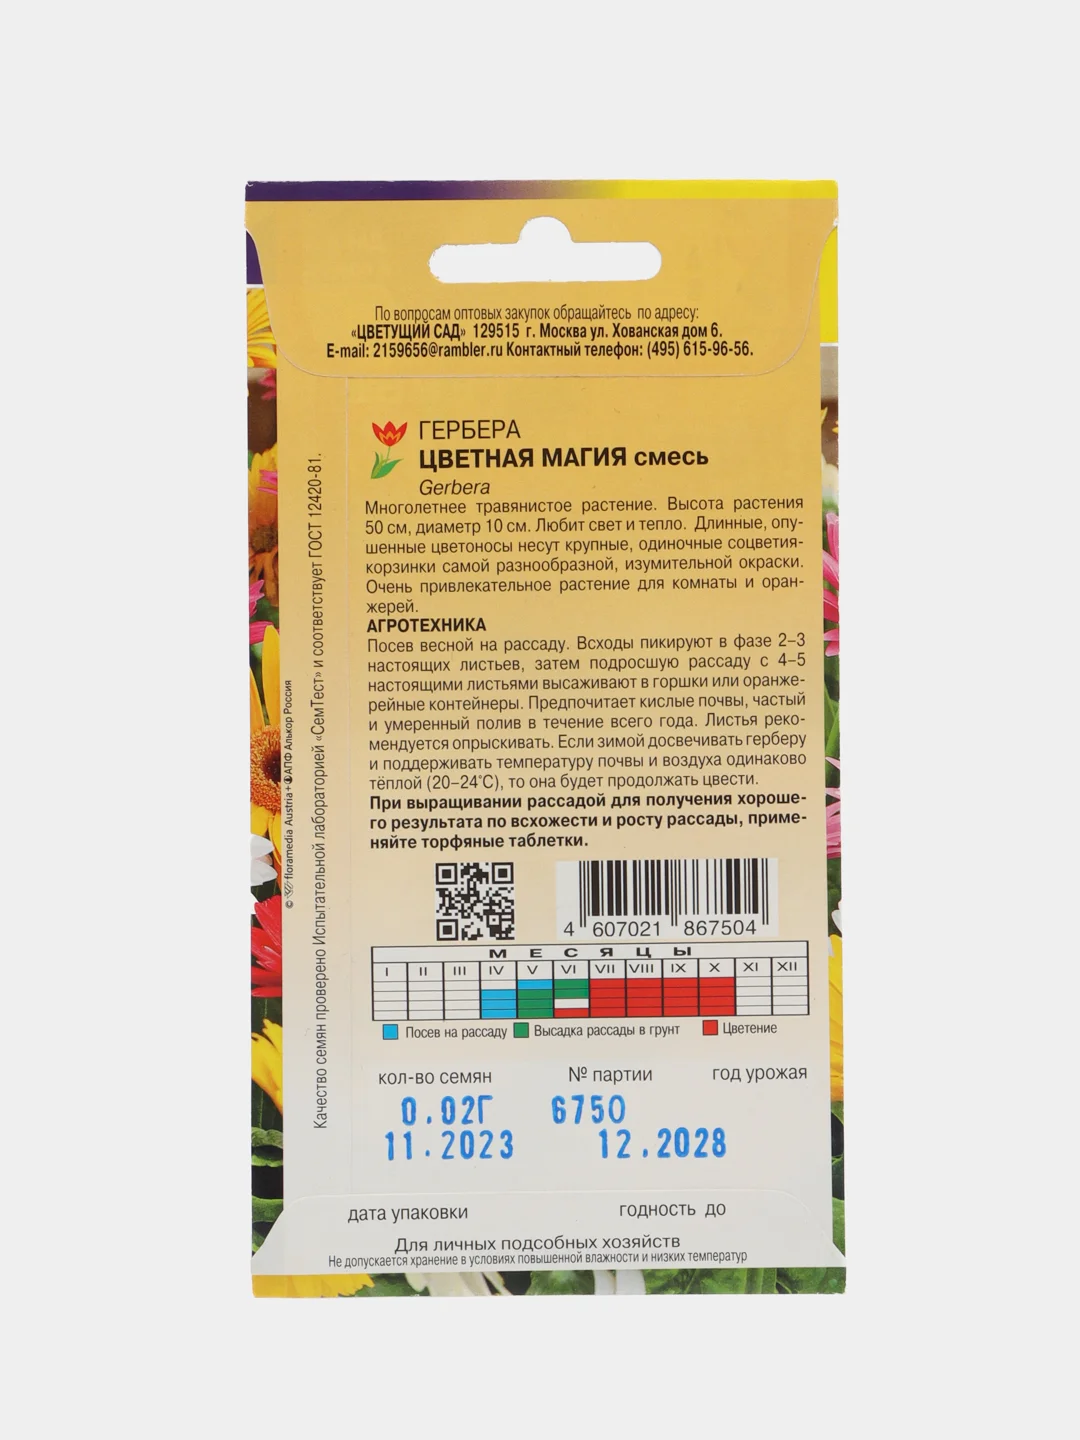 По вопросам оптовых закупок обращайтесь по адресу:
«ЦВЕТУЩИЙ САД» 129515 г. Москва ул. Хованская дом 6.
E-mail: 2159656@rambler.ru Контактный телефон: (495) 615-96-56.
ГЕРБЕРА
ЦВЕТНАЯ МАГИЯ смесь
Gerbera
Многолетнее травянистое растение. Высота растения
50 см, диаметр 10 см. Любит свет и тепло. Длинные, опу-
шенные цветоносы несут крупные, одиночные соцветия-
корзинки самой разнообразной, изумительной окраски.
Очень привлекательное растение для комнаты и оран-
жерей.
АГРОТЕХНИКА
Посев весной на рассаду. Всходы пикируют в фазе 2–3
настоящих листьев, затем подросшую рассаду с 4–5
настоящими листьями высаживают в горшки или оранже-
рейные контейнеры. Предпочитает кислые почвы, частый
и умеренный полив в течение всего года. Листья реко-
мендуется опрыскивать. Если зимой досвечивать герберу
и поддерживать температуру почвы и воздуха одинаково
тёплой (20–24°С), то она будет продолжать цвести.
При выращивании рассадой для получения хороше-
го результата по всхожести и росту рассады, приме-
няйте торфяные таблетки.
4 607021 867504
МЕСЯЦЫ
I II III IV V VI VII VIII IX X XI XII
Посев на рассаду Высадка рассады в грунт Цветение
кол-во семян № партии год урожая
0.02Г 6750
11.2023 12.2028
дата упаковки годность до
Для личных подсобных хозяйств
Не допускается хранение в условиях повышенной влажности и низких температур
Качество семян проверено Испытательной лабораторией «СемТест» и соответствует ГОСТ 12420-81.
© floramedia Austria+ АПФ Алькор Россия